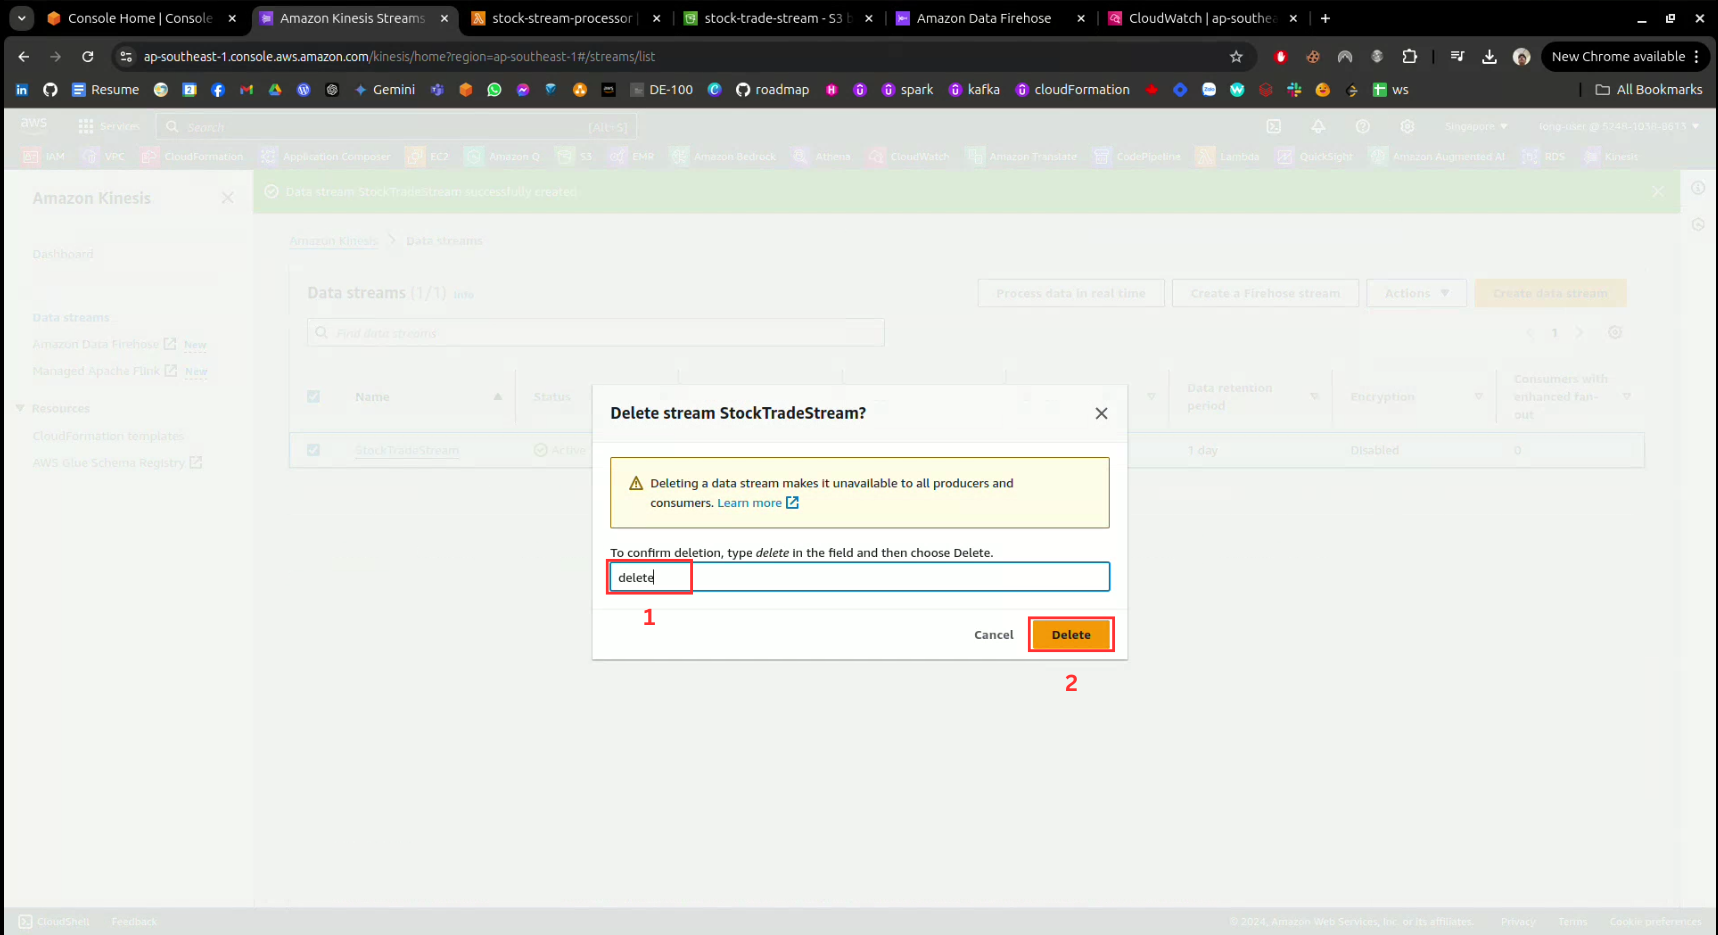 Console Home | Console
Amazon Kinesis Streams
stock-stream-processor |
stock-trade-stream - S3 b
Amazon Data Firehose
CloudWatch | ap-southea
ap-southeast-1.console.aws.amazon.com/kinesis/home?region=ap-southeast-1#/streams/list
New Chrome available
Resume
Gemini
DE-100
roadmap
spark
kafka
cloudFormation
ws
All Bookmarks
aws
Services
Search
[Alt+S]
Singapore
IAM
VPC
CloudFormation
Application Composer
EC2
Amazon Q
S3
EMR
Amazon Bedrock
Athena
CloudWatch
Amazon Translate
CodePipeline
Lambda
QuickSight
Amazon Augmented AI
RDS
Kinesis
Amazon Kinesis
Data stream StockTradeStream successfully created.
Dashboard
Data streams
Amazon Data Firehose New
Managed Apache Flink New
Resources
CloudFormation templates
AWS Glue Schema Registry
Amazon Kinesis
Data streams
Data streams (1/1) Info
Process data in real time
Create a Firehose stream
Actions
Create data stream
Find data streams
1
Name
Status
Data retention
period
Encryption
Consumers with
enhanced fan-
out
StockTradeStream
Active
1 day
Disabled
0
Delete stream StockTradeStream?
Deleting a data stream makes it unavailable to all producers and
consumers. Learn more
To confirm deletion, type delete in the field and then choose Delete.
delete
1
Cancel
Delete
2
CloudShell
Feedback
© 2024, Amazon Web Services, Inc. or its affiliates.
Privacy
Terms
Cookie preferences